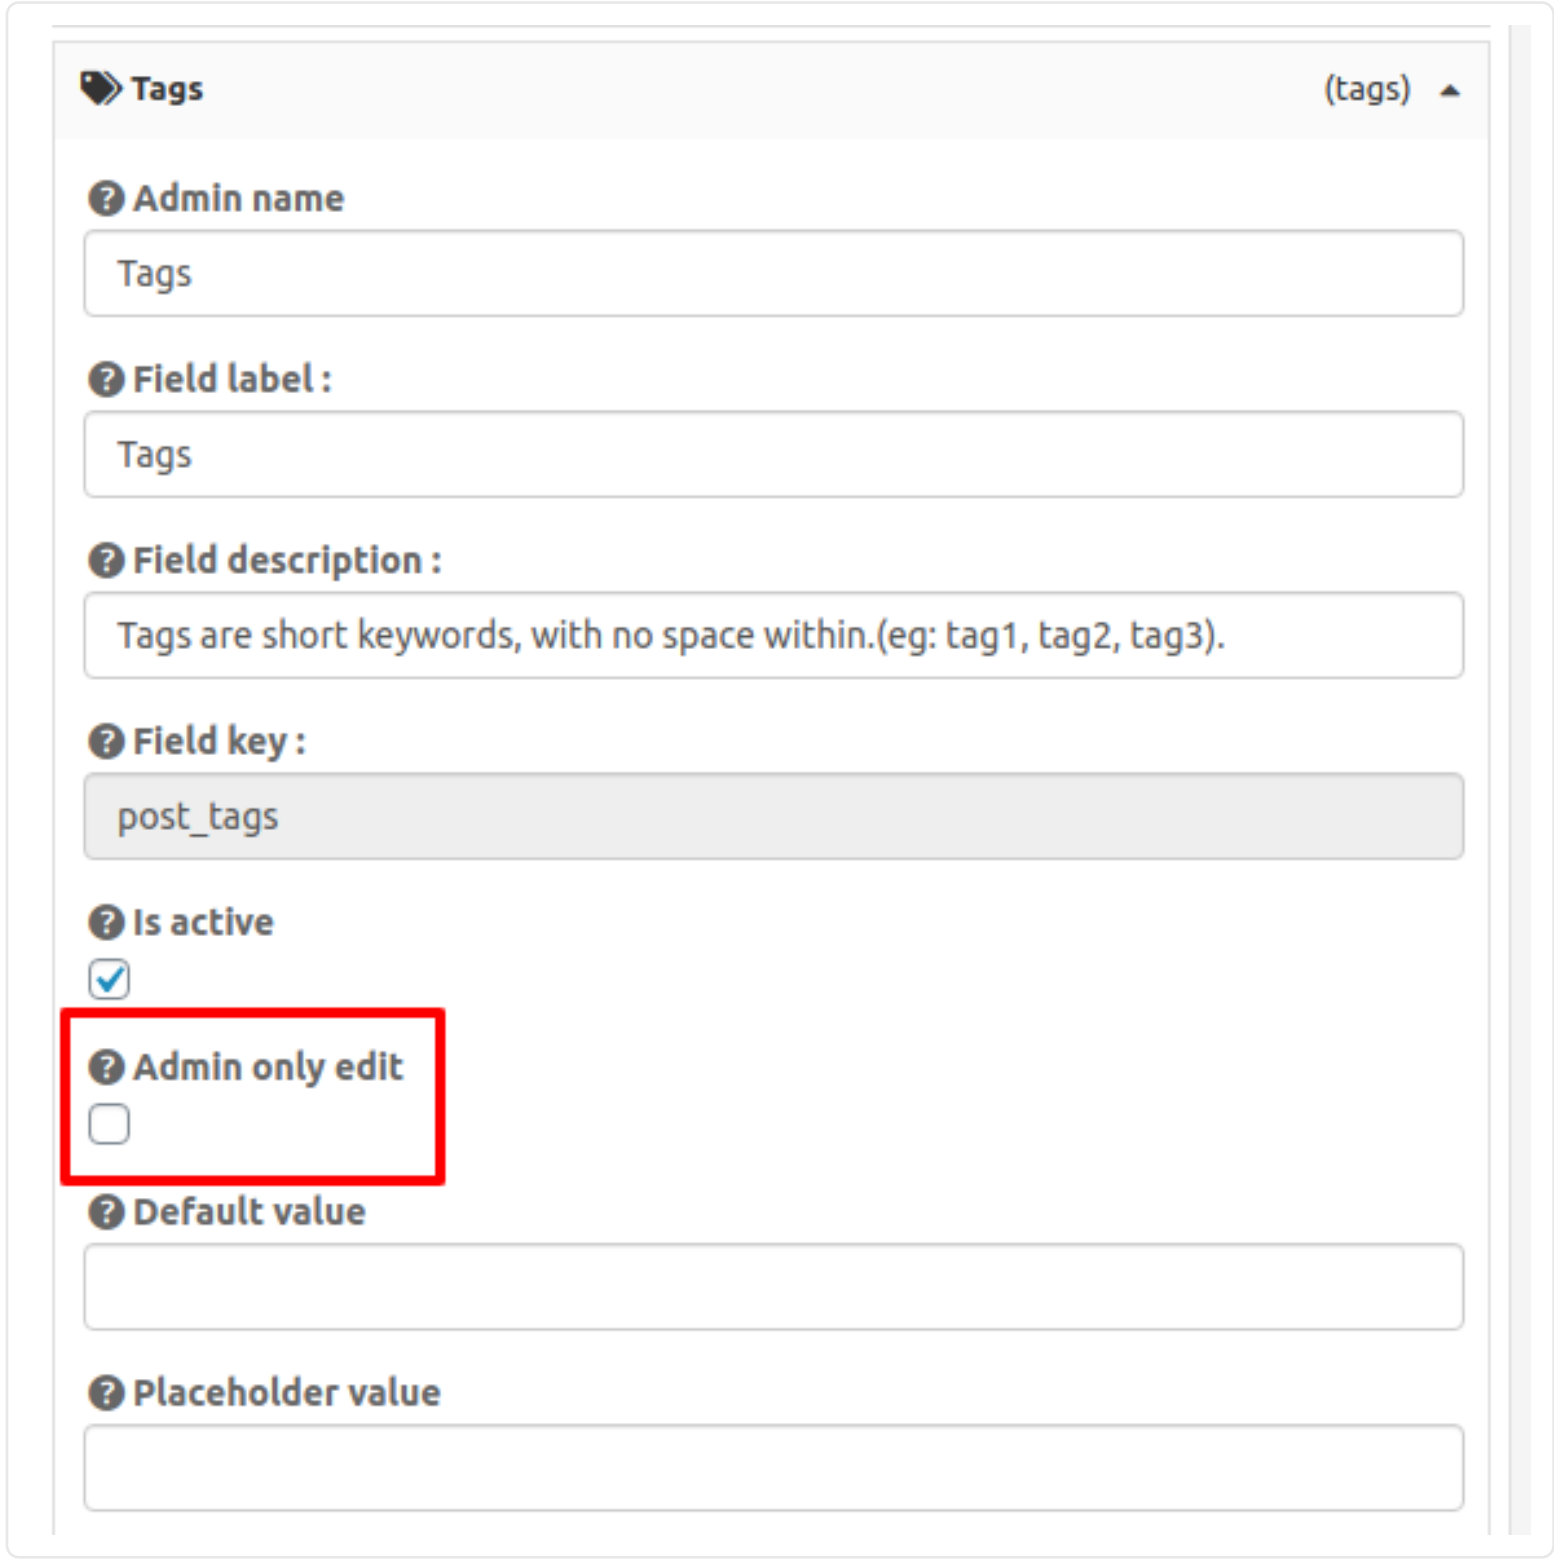 Tags (tags)
Admin name
Tags
Field label :
Tags
Field description :
Tags are short keywords, with no space within.(eg: tag1, tag2, tag3).
Field key :
post_tags
Is active
Admin only edit
Default value
Placeholder value